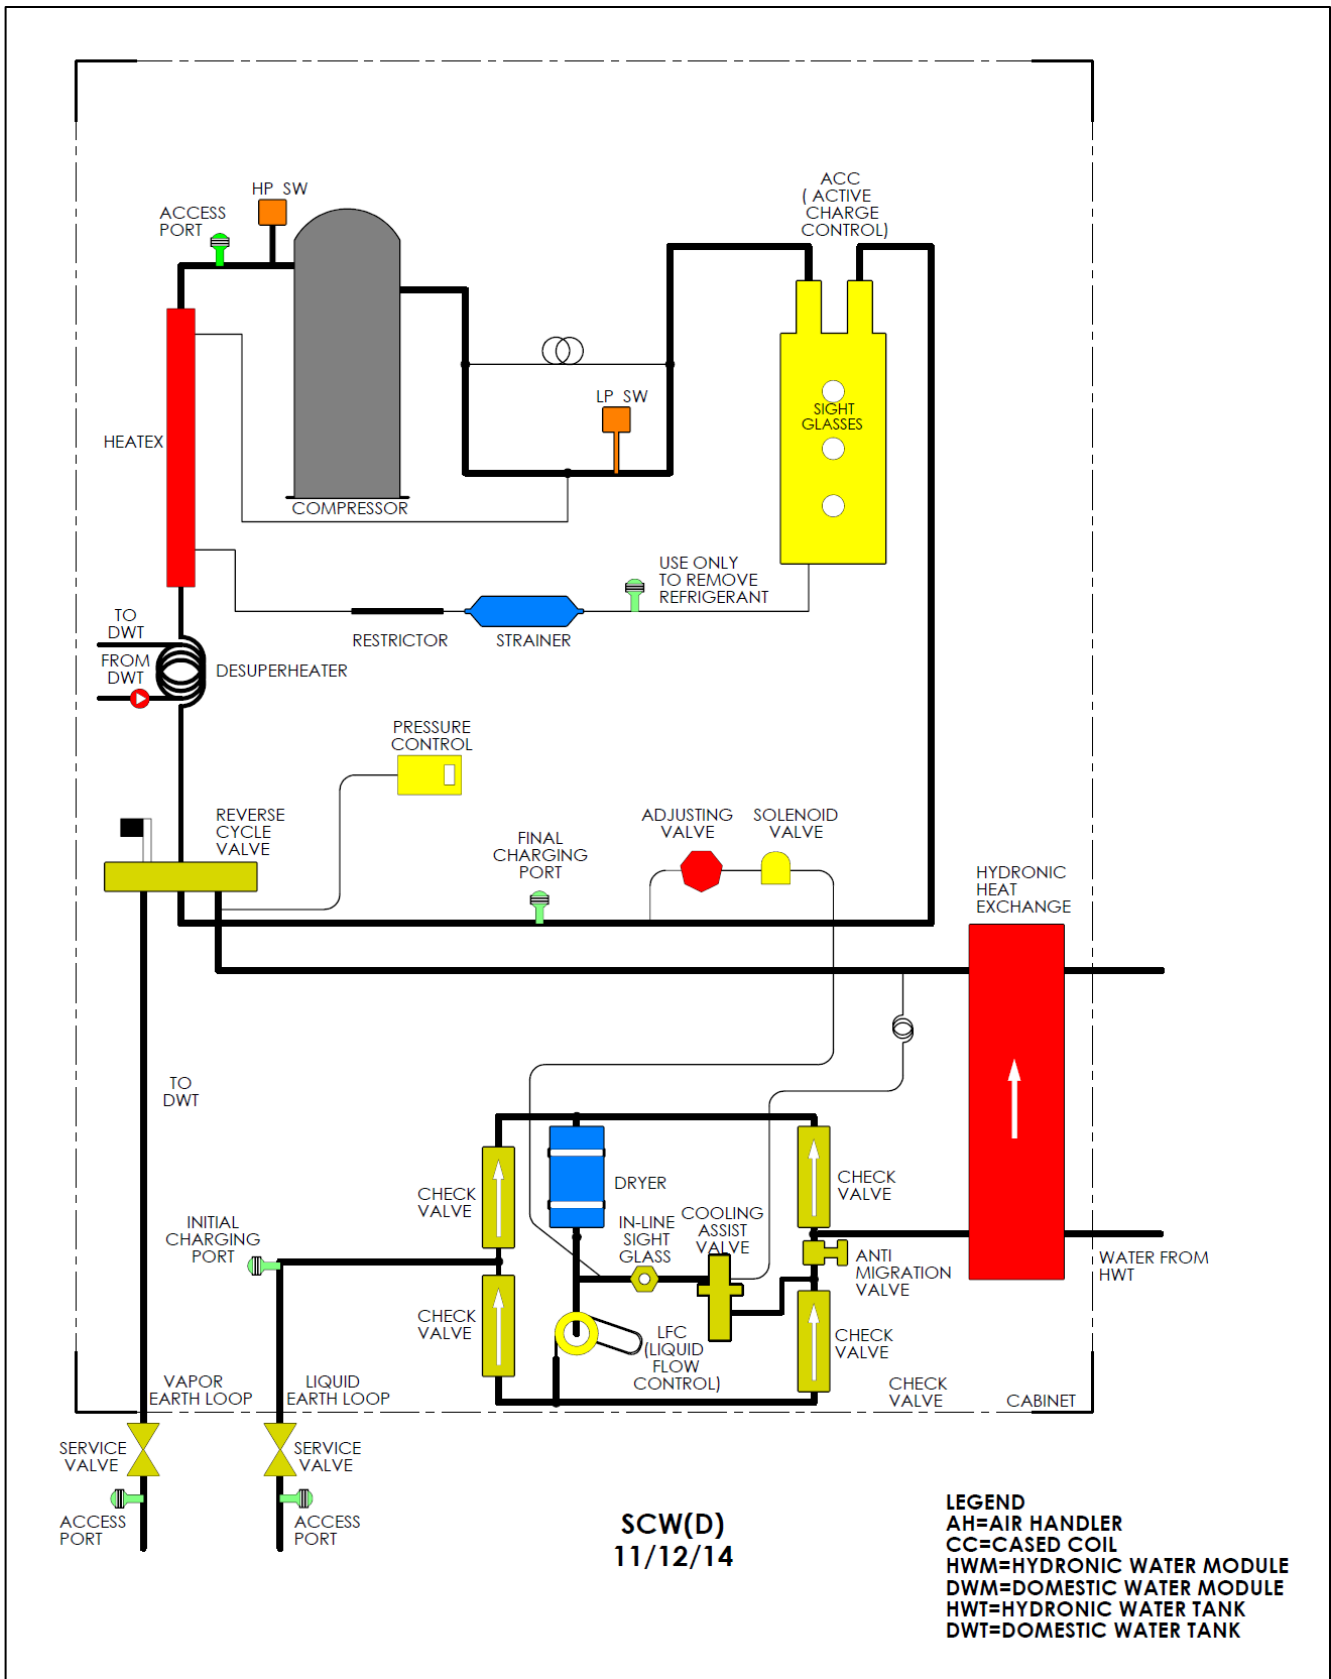 HP SW
ACCESS
PORT
ACC
( ACTIVE
CHARGE
CONTROL)
LP SW
SIGHT
GLASSES
HEATEX
COMPRESSOR
USE ONLY
TO REMOVE
REFRIGERANT
TO
DWT
RESTRICTOR
STRAINER
FROM
DWT
DESUPERHEATER
PRESSURE
CONTROL
REVERSE
CYCLE
VALVE
FINAL
CHARGING
PORT
ADJUSTING
VALVE
SOLENOID
VALVE
HYDRONIC
HEAT
EXCHANGE
TO
DWT
CHECK
VALVE
DRYER
CHECK
VALVE
INITIAL
CHARGING
PORT
IN-LINE
SIGHT
GLASS
COOLING
ASSIST
VALVE
ANTI
MIGRATION
VALVE
WATER FROM
HWT
CHECK
VALVE
LFC
(LIQUID
FLOW
CONTROL)
CHECK
VALVE
VAPOR
EARTH LOOP
LIQUID
EARTH LOOP
CHECK
VALVE
CABINET
SERVICE
VALVE
SERVICE
VALVE
ACCESS
PORT
ACCESS
PORT
SCW(D)
11/12/14
LEGEND
AH=AIR HANDLER
CC=CASED COIL
HWM=HYDRONIC WATER MODULE
DWM=DOMESTIC WATER MODULE
HWT=HYDRONIC WATER TANK
DWT=DOMESTIC WATER TANK